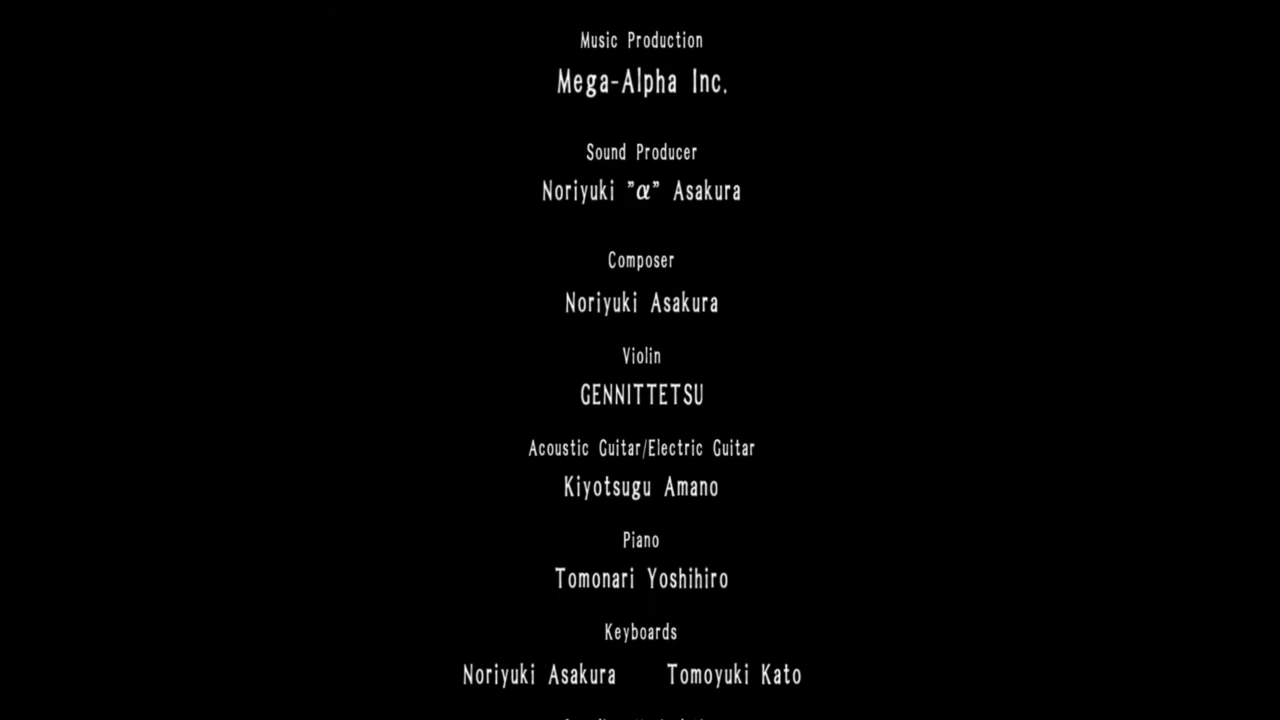 Music Production
Mega-Alpha Inc.
Sound Producer
Noriyuki ”α” Asakura
Composer
Noriyuki Asakura
Violin
GENNITTETSU
Acoustic Guitar/Electric Guitar
Kiyotsugu Amano
Piano
Tomonari Yoshihiro
Keyboards
Noriyuki Asakura Tomoyuki Kato